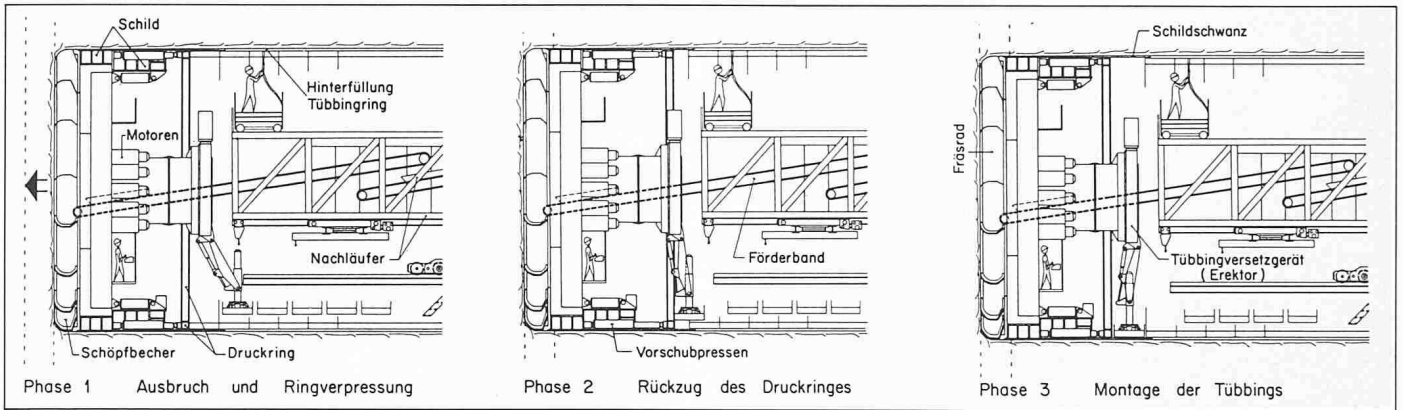 Schild
Hinterfüllung
Tübbingring
Motoren
Nachläufer
Schöpfbecher
Druckring
Phase 1 Ausbruch und Ringverpressung
Förderband
Vorschubpressen
Phase 2 Rückzug des Druckringes
Schildschwanz
Fräsrad
Tübbingversetzgerät
(Erektor)
Phase 3 Montage der Tübbings